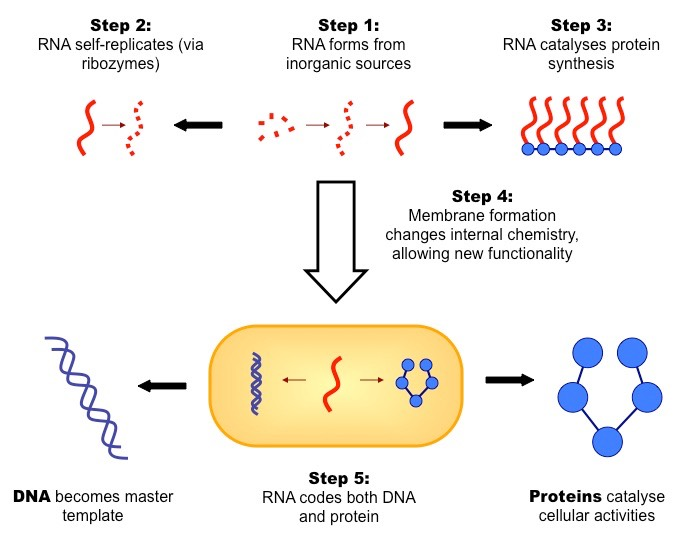 Step 2:
RNA self-replicates (via
ribozymes)
Step 1:
RNA forms from
inorganic sources
Step 3:
RNA catalyses protein
synthesis
Step 4:
Membrane formation
changes internal chemistry,
allowing new functionality
DNA becomes master
template
Step 5:
RNA codes both DNA
and protein
Proteins catalyse
cellular activities